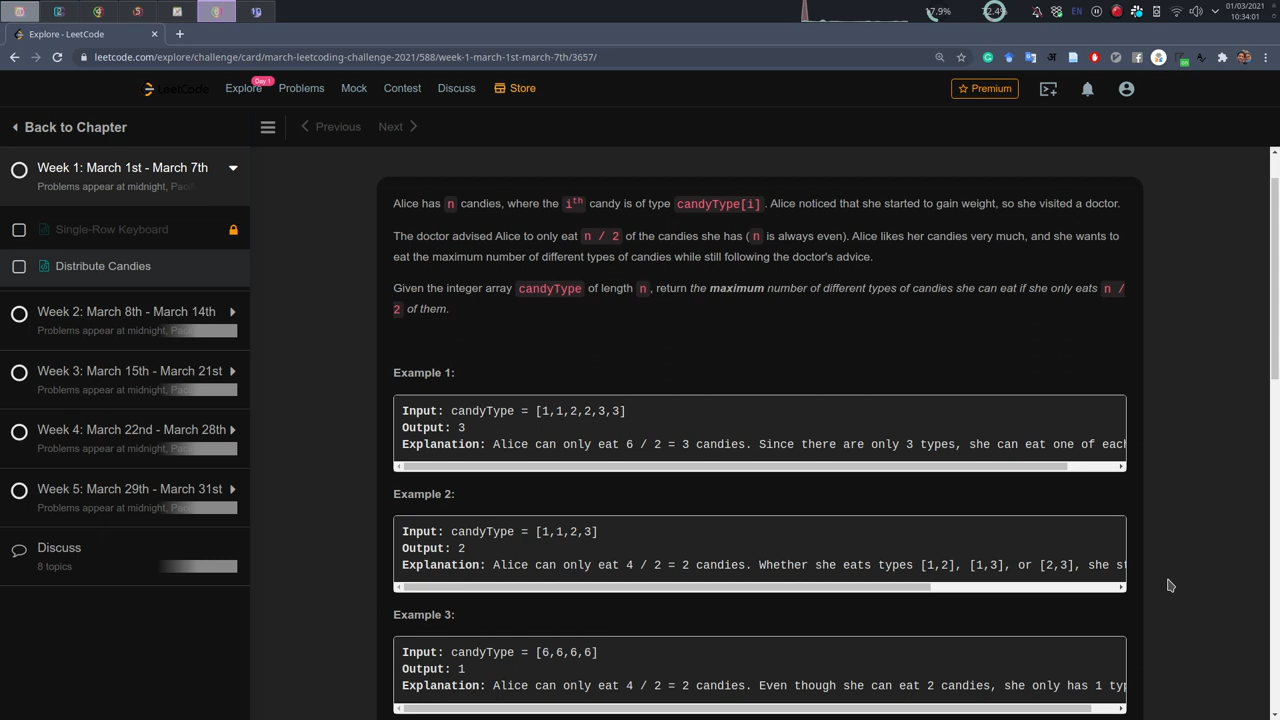 17.9%
72.4%
EN
01/03/2021
10:34:01
Explore - LeetCode
leetcode.com/explore/challenge/card/march-leetcoding-challenge-2021/588/week-1-march-1st-march-7th/3657/
LeetCode
Explore
Day 1
Problems
Mock
Contest
Discuss
Store
Premium
Back to Chapter
Previous
Next
Week 1: March 1st - March 7th
Problems appear at midnight,
Single-Row Keyboard
Distribute Candies
Week 2: March 8th - March 14th
Problems appear at midnight,
Week 3: March 15th - March 21st
Problems appear at midnight,
Week 4: March 22nd - March 28th
Problems appear at midnight,
Week 5: March 29th - March 31st
Problems appear at midnight,
Discuss
8 topics
Alice has n candies, where the ith candy is of type candyType[i]. Alice noticed that she started to gain weight, so she visited a doctor.
The doctor advised Alice to only eat n / 2 of the candies she has (n is always even). Alice likes her candies very much, and she wants to
eat the maximum number of different types of candies while still following the doctor's advice.
Given the integer array candyType of length n, return the maximum number of different types of candies she can eat if she only eats n /
2 of them.
Example 1:
Input: candyType = [1,1,2,2,3,3]
Output: 3
Explanation: Alice can only eat 6 / 2 = 3 candies. Since there are only 3 types, she can eat one of each
Example 2:
Input: candyType = [1,1,2,3]
Output: 2
Explanation: Alice can only eat 4 / 2 = 2 candies. Whether she eats types [1,2], [1,3], or [2,3], she
Example 3:
Input: candyType = [6,6,6,6]
Output: 1
Explanation: Alice can only eat 4 / 2 = 2 candies. Even though she can eat 2 candies, she only has 1